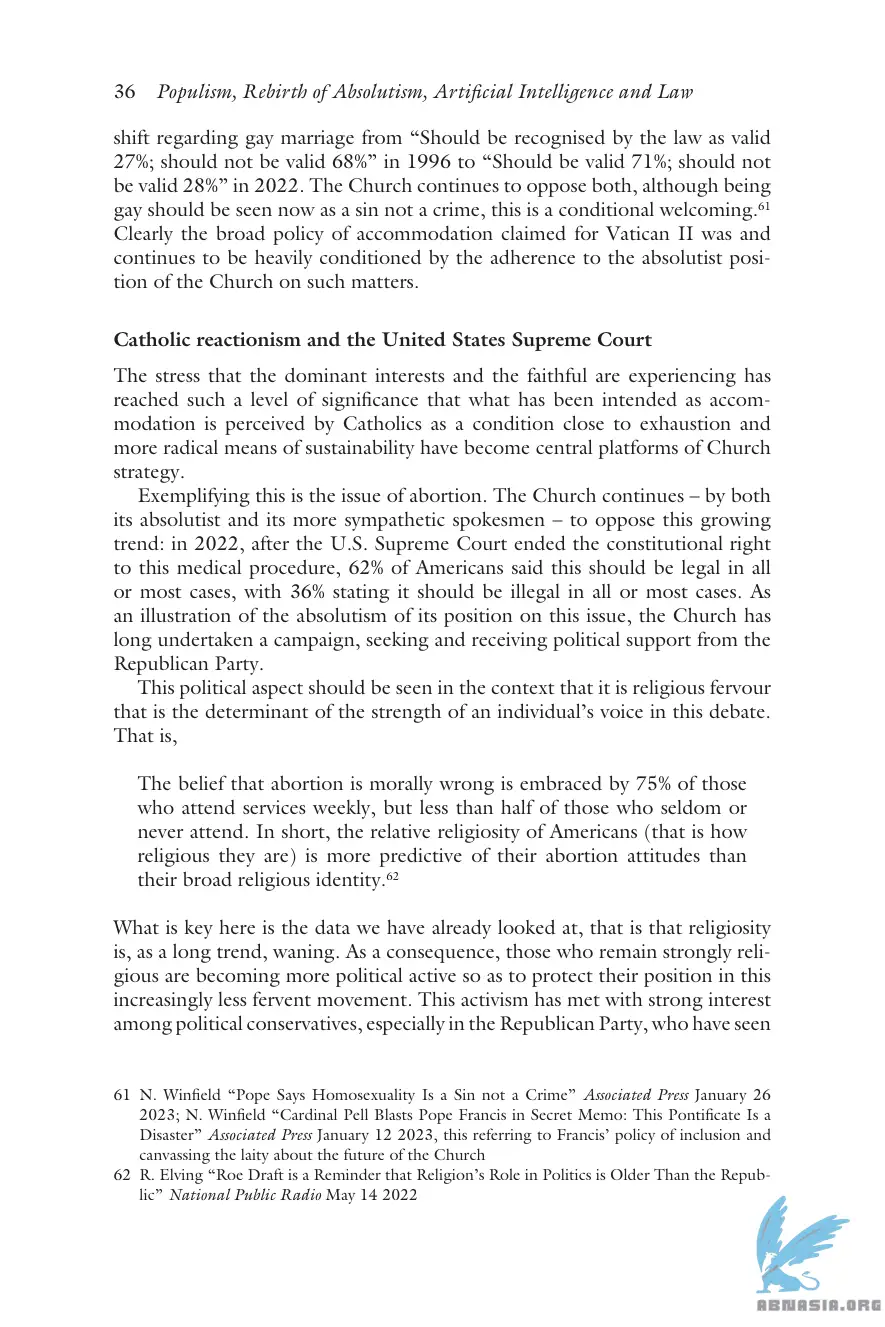 36 Populism, Rebirth of Absolutism, Artificial Intelligence and Law
shift regarding gay marriage from “Should be recognised by the law as valid
27%; should not be valid 68%” in 1996 to “Should be valid 71%; should not
be valid 28%” in 2022. The Church continues to oppose both, although being
gay should be seen now as a sin not a crime, this is a conditional welcoming.⁶¹
Clearly the broad policy of accommodation claimed for Vatican II was and
continues to be heavily conditioned by the adherence to the absolutist posi-
tion of the Church on such matters.
Catholic reactionism and the United States Supreme Court
The stress that the dominant interests and the faithful are experiencing has
reached such a level of significance that what has been intended as accom-
modation is perceived by Catholics as a condition close to exhaustion and
more radical means of sustainability have become central platforms of Church
strategy.
Exemplifying this is the issue of abortion. The Church continues – by both
its absolutist and its more sympathetic spokesmen – to oppose this growing
trend: in 2022, after the U.S. Supreme Court ended the constitutional right
to this medical procedure, 62% of Americans said this should be legal in all
or most cases, with 36% stating it should be illegal in all or most cases. As
an illustration of the absolutism of its position on this issue, the Church has
long undertaken a campaign, seeking and receiving political support from the
Republican Party.
This political aspect should be seen in the context that it is religious fervour
that is the determinant of the strength of an individual’s voice in this debate.
That is,
The belief that abortion is morally wrong is embraced by 75% of those
who attend services weekly, but less than half of those who seldom or
never attend. In short, the relative religiosity of Americans (that is how
religious they are) is more predictive of their abortion attitudes than
their broad religious identity.⁶²
What is key here is the data we have already looked at, that is that religiosity
is, as a long trend, waning. As a consequence, those who remain strongly reli-
gious are becoming more political active so as to protect their position in this
increasingly less fervent movement. This activism has met with strong interest
among political conservatives, especially in the Republican Party, who have seen
61 N. Winfield “Pope Says Homosexuality Is a Sin not a Crime” Associated Press January 26
2023; N. Winfield “Cardinal Pell Blasts Pope Francis in Secret Memo: This Pontificate Is a
Disaster” Associated Press January 12 2023, this referring to Francis’ policy of inclusion and
canvassing the laity about the future of the Church
62 R. Elving “Roe Draft is a Reminder that Religion’s Role in Politics is Older Than the Repub-
lic” National Public Radio May 14 2022
ABNASIA.ORG